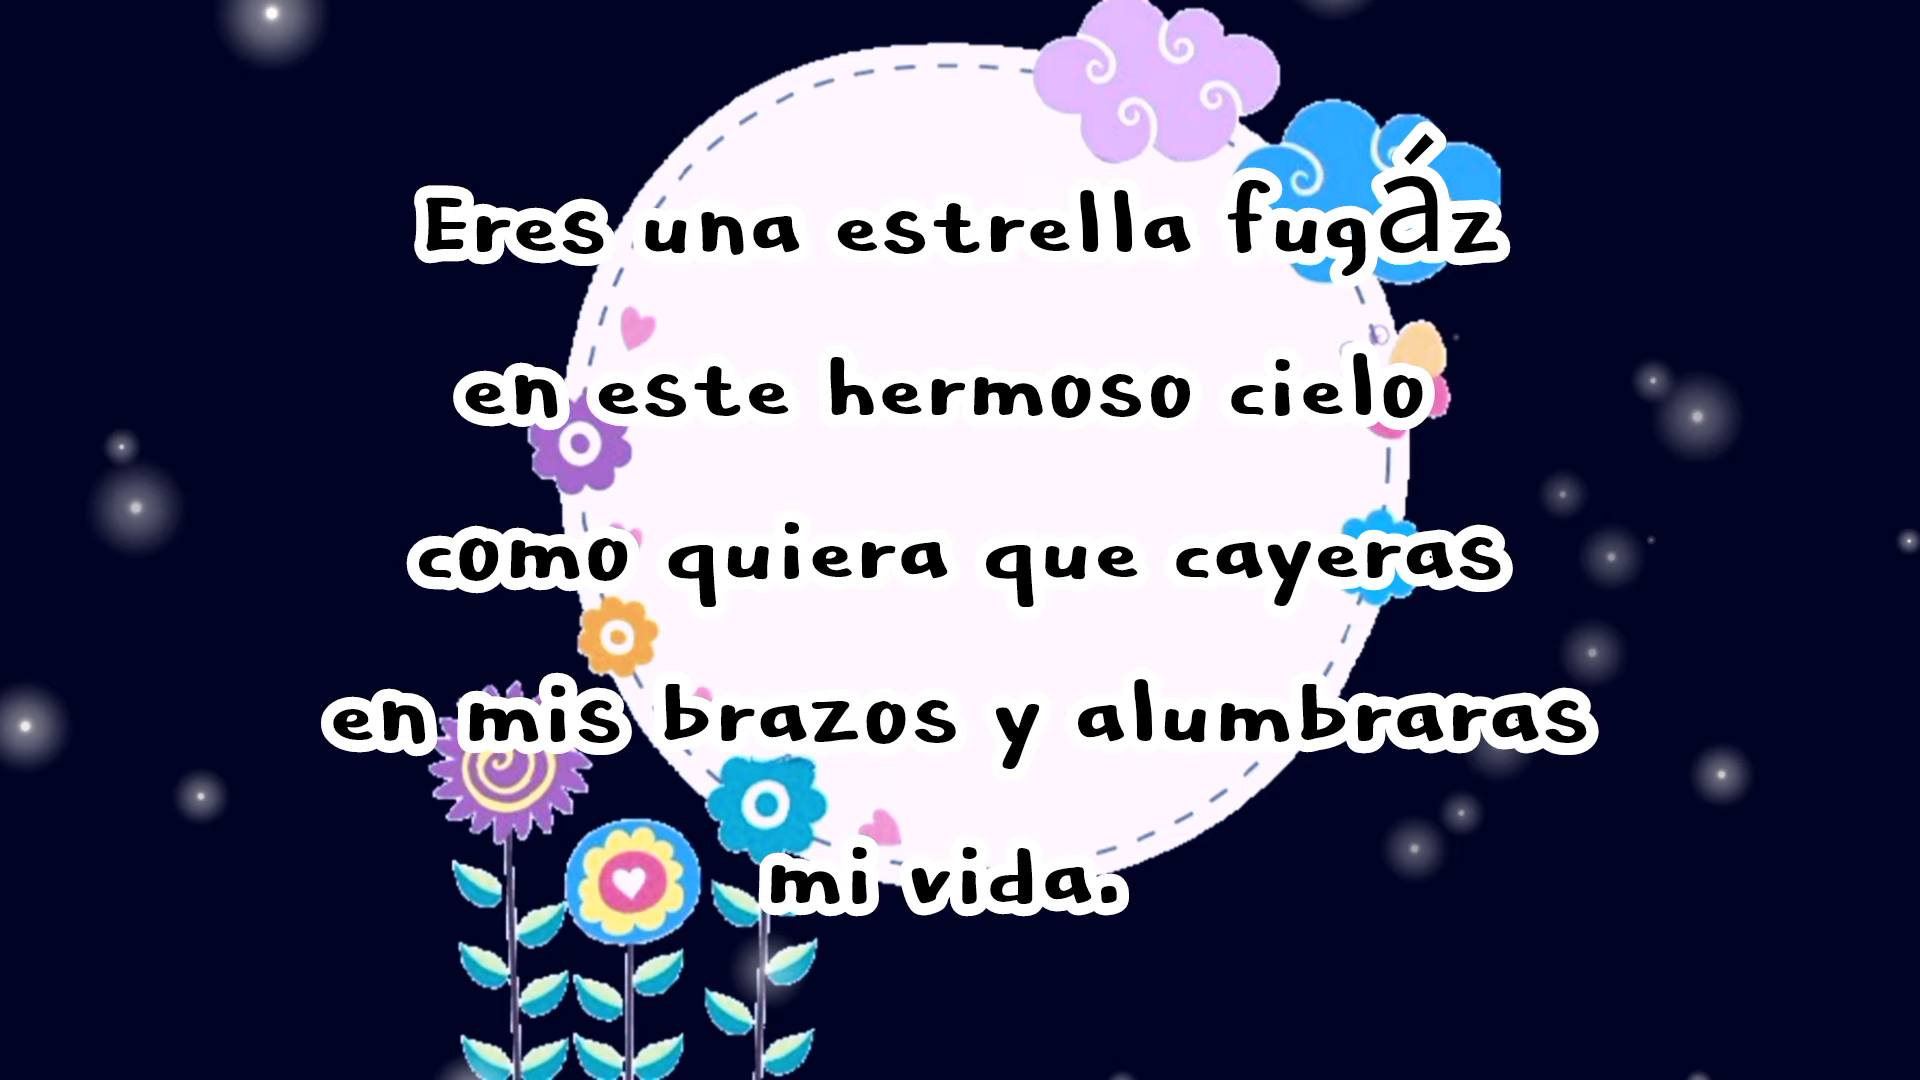 Eres una estrella fugáz
en este hermoso cielo
como quiera que cayeras
en mis brazos y alumbraras
mi vida.